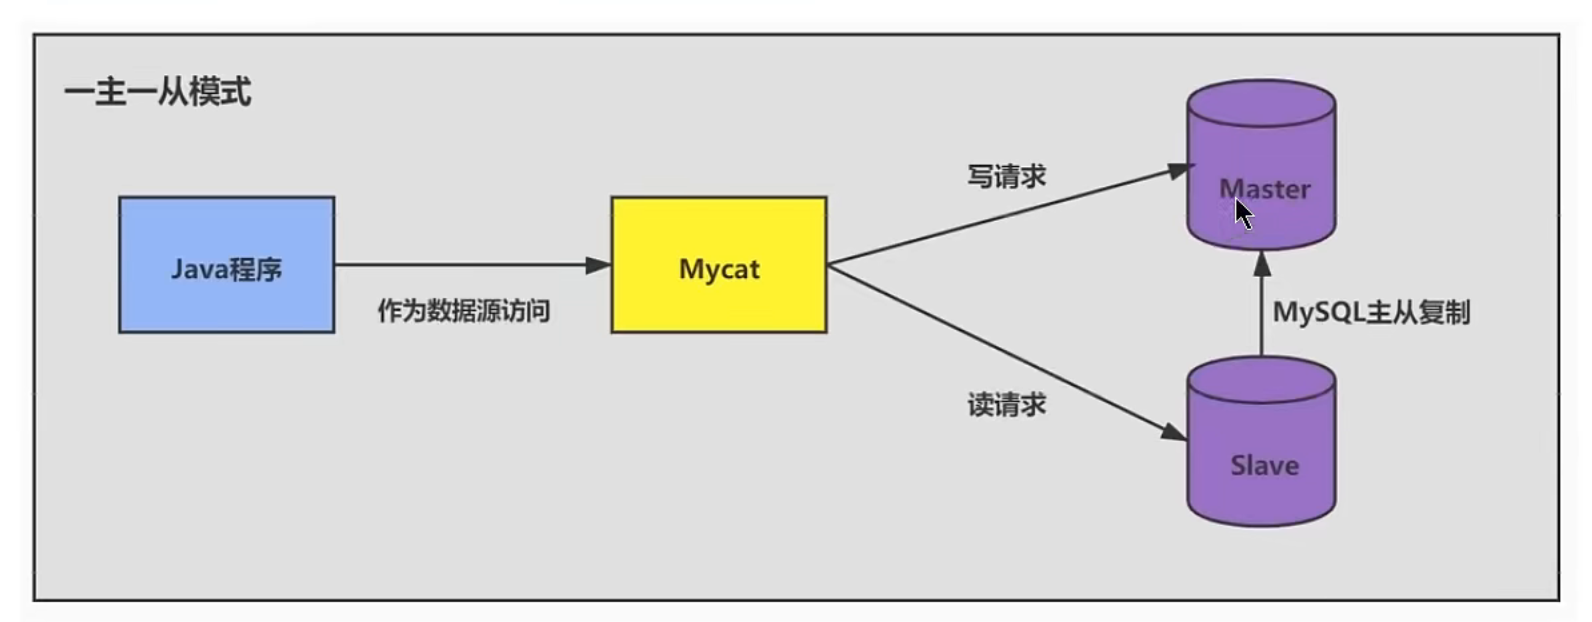 一主一从模式
写请求
Master
Java程序
Mycat
作为数据源访问
MySQL主从复制
读请求
Slave